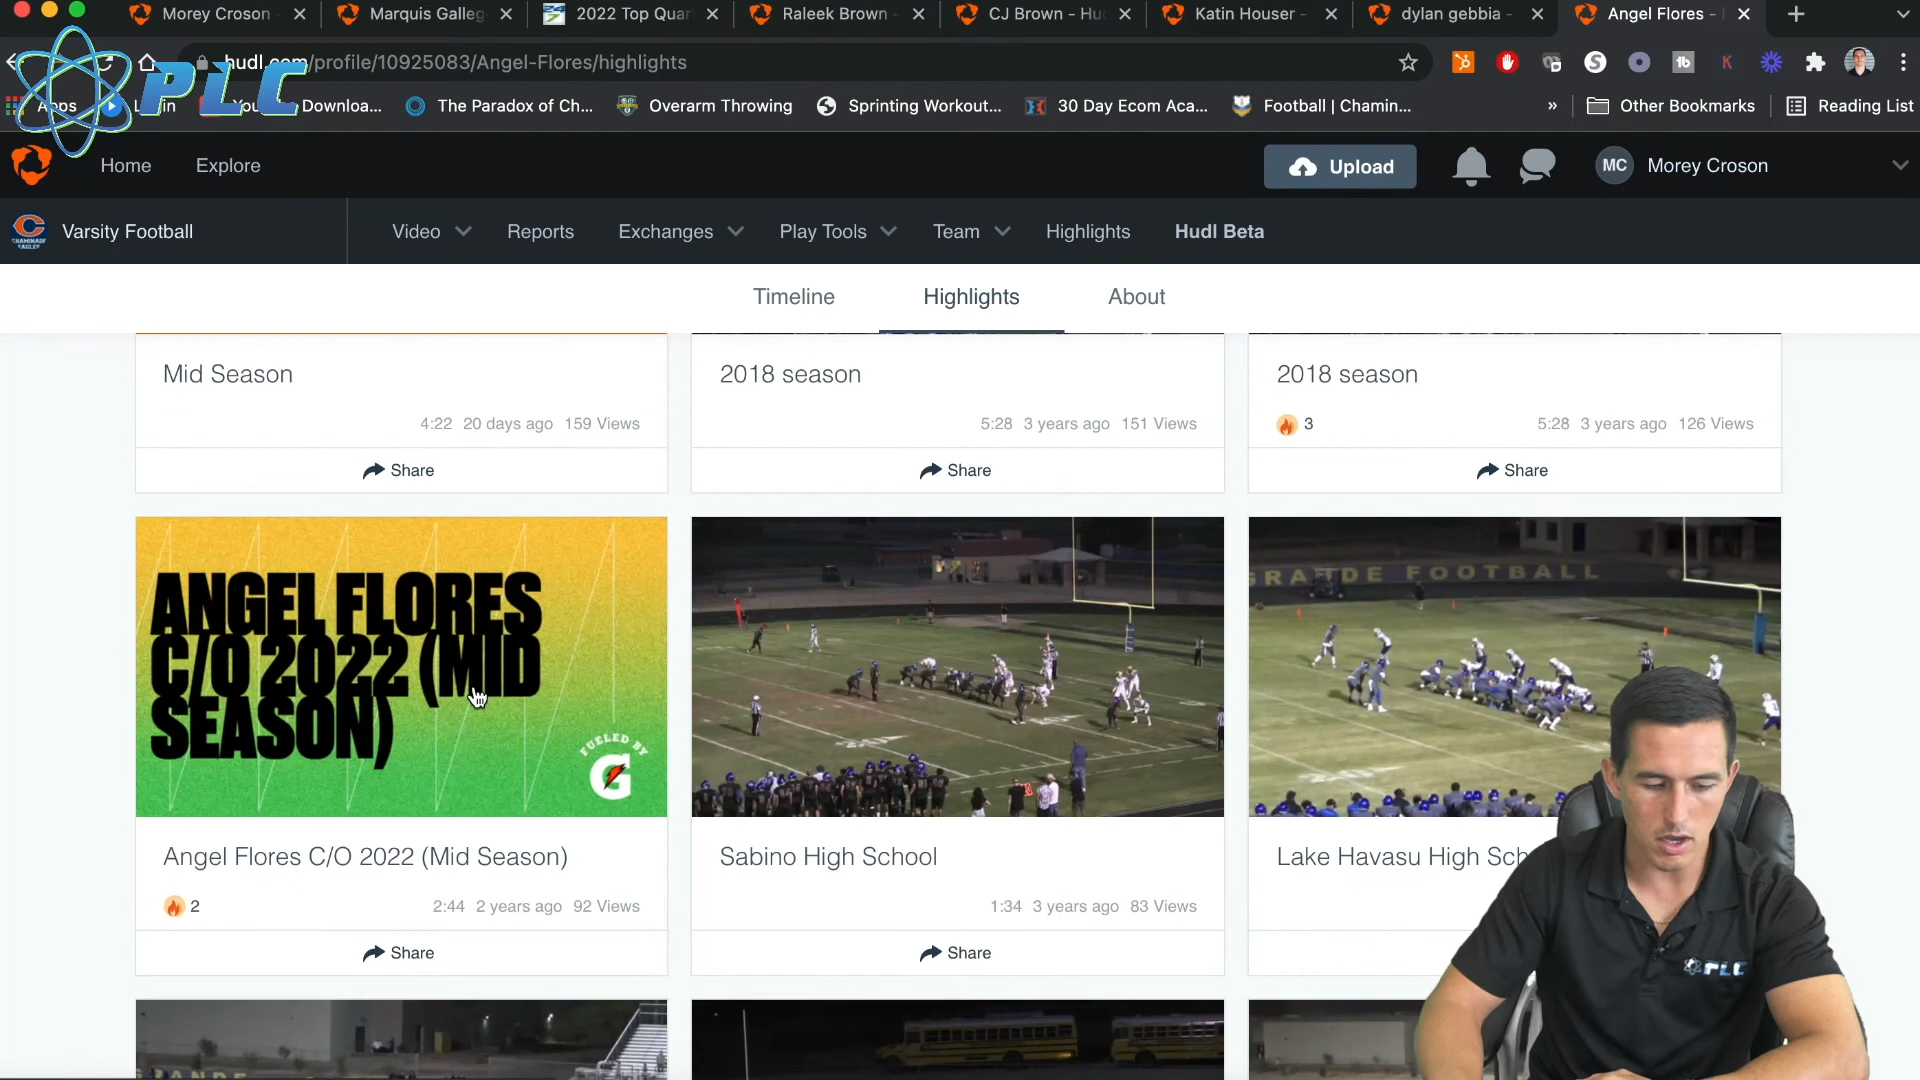 Morey Croson
Marquis Galleg
2022 Top Quar
Raleek Brown -
CJ Brown - Hu
Katin Houser -
dylan gebbia -
Angel Flores -
hudl.com/profile/10925083/Angel-Flores/highlights
PLC
Apps
Downloa...
The Paradox of Ch...
Overarm Throwing
Sprinting Workout...
30 Day Ecom Aca...
Football | Chamin...
»
Other Bookmarks
Reading List
Home
Explore
Upload
MC
Morey Croson
Varsity Football
Video
Reports
Exchanges
Play Tools
Team
Highlights
Hudl Beta
Timeline
Highlights
About
Mid Season
4:22 20 days ago 159 Views
Share
2018 season
5:28 3 years ago 151 Views
Share
2018 season
3
5:28 3 years ago 126 Views
Share
ANGEL FLORES
C/O 2022 (MID
SEASON)
FUELED BY
G
Angel Flores C/O 2022 (Mid Season)
2
2:44 2 years ago 92 Views
Share
Sabino High School
1:34 3 years ago 83 Views
Share
GRANDE FOOTBALL
Lake Havasu High Sch
PLC